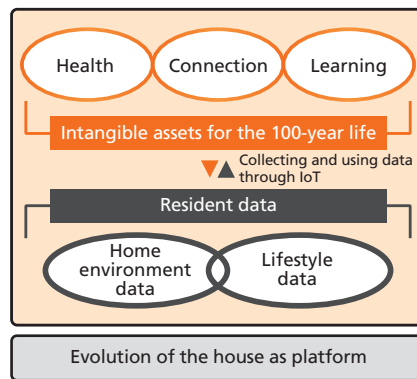 Health
Connection
Learning
Intangible assets for the 100-year life
Collecting and using data
through IoT
Resident data
Home
environment
data
Lifestyle
data
Evolution of the house as platform